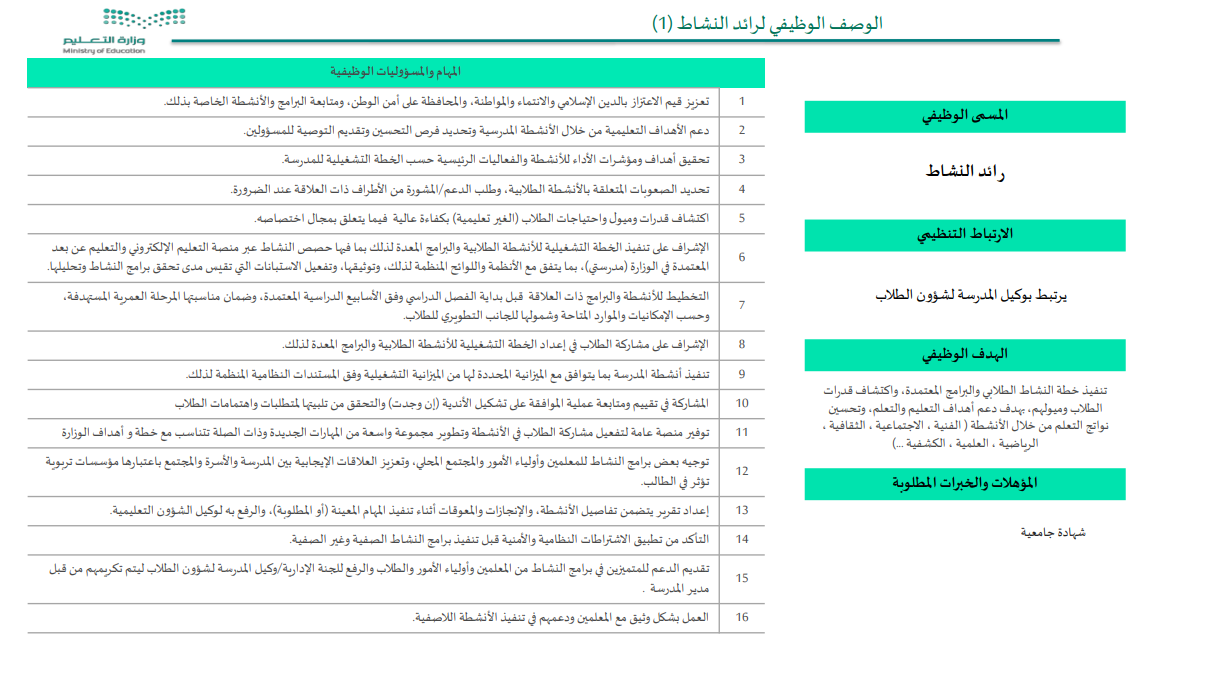 وزارة التعليم
Ministry of Education
الوصف الوظيفي لرائد النشاط (1)
المسمى الوظيفي
رائد النشاط
الارتباط التنظيمي
يرتبط بوكيل المدرسة لشؤون الطلاب
الهدف الوظيفي
تنفيذ خطة النشاط الطلابي والبرامج المعتمدة، واكتشاف قدرات
الطلاب وميولهم، بهدف دعم أهداف التعليم والتعلم، وتحسين
نواتج التعلم من خلال الأنشطة ( الفنية ، الاجتماعية ، الثقافية ،
الرياضية ، العلمية ، الكشفية ...)
المؤهلات والخبرات المطلوبة
شهادة جامعية
المهام والمسؤوليات الوظيفية
1 تعزيز قيم الاعتزاز بالدين الإسلامي والانتماء والمواطنة، والمحافظة على أمن الوطن، ومتابعة البرامج والأنشطة الخاصة بذلك.
2 دعم الأهداف التعليمية من خلال الأنشطة المدرسية وتحديد فرص التحسين وتقديم التوصية للمسؤولين.
3 تحقيق أهداف ومؤشرات الأداء للأنشطة والفعاليات الرئيسية حسب الخطة التشغيلية للمدرسة.
4 تحديد الصعوبات المتعلقة بالأنشطة الطلابية، وطلب الدعم/المشورة من الأطراف ذات العلاقة عند الضرورة.
5 اكتشاف قدرات وميول واحتياجات الطلاب (الغير تعليمية) بكفاءة عالية فيما يتعلق بمجال اختصاصه.
6 الإشراف على تنفيذ الخطة التشغيلية للأنشطة الطلابية والبرامج المعدة لذلك بما فيها حصص النشاط عبر منصة التعليم الإلكتروني والتعليم عن بعد
المعتمدة في الوزارة (مدرستي)، بما يتفق مع الأنظمة واللوائح المنظمة لذلك، وتوثيقها، وتفعيل الاستبانات التي تقيس مدى تحقق برامج النشاط وتحليلها.
7 التخطيط للأنشطة والبرامج ذات العلاقة قبل بداية الفصل الدراسي وفق الأسابيع الدراسية المعتمدة، وضمان مناسبتها المرحلة العمرية المستهدفة،
وحسب الإمكانيات والموارد المتاحة وشمولها للجانب التطويري للطلاب.
8 الإشراف على مشاركة الطلاب في إعداد الخطة التشغيلية للأنشطة الطلابية والبرامج المعدة لذلك.
9 تنفيذ أنشطة المدرسة بما يتوافق مع الميزانية المحددة لها من الميزانية التشغيلية وفق المستندات النظامية المنظمة لذلك.
10 المشاركة في تقييم ومتابعة عملية الموافقة على تشكيل الأندية (إن وجدت) والتحقق من تلبيتها لمتطلبات واهتمامات الطلاب
11 توفير منصة عامة لتفعيل مشاركة الطلاب في الأنشطة وتطوير مجموعة واسعة من المهارات الجديدة وذات الصلة تتناسب مع خطة و أهداف الوزارة
12 توجيه بعض برامج النشاط للمعلمين وأولياء الأمور والمجتمع المحلي، وتعزيز العلاقات الإيجابية بين المدرسة والأسرة والمجتمع باعتبارها مؤسسات تربوية
تؤثر في الطالب.
13 إعداد تقرير يتضمن تفاصيل الأنشطة، والإنجازات والمعوقات أثناء تنفيذ المهام المعينة (أو المطلوبة)، والرفع به لوكيل الشؤون التعليمية.
14 التأكد من تطبيق الاشتراطات النظامية والأمنية قبل تنفيذ برامج النشاط الصفية وغير الصفية.
15 تقديم الدعم للمتميزين في برامج النشاط من المعلمين وأولياء الأمور والطلاب والرفع للجنة الإدارية/وكيل المدرسة لشؤون الطلاب ليتم تكريمهم من قبل
مدير المدرسة .
16 العمل بشكل وثيق مع المعلمين ودعمهم في تنفيذ الأنشطة اللاصفية.